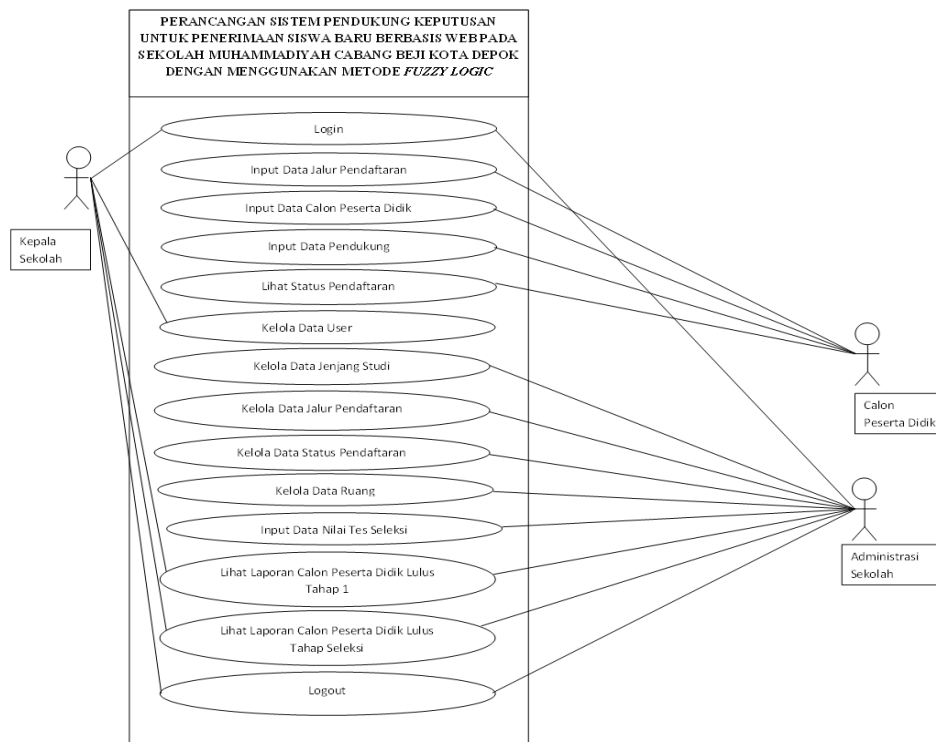 PERANCANGAN SISTEM PENDUKUNG KEPUTUSAN
UNTUK PENERIMAAN SISWA BARU BERBASIS WEB PADA
SEKOLAH MUHAMMADIYAH CABANG BEJI KOTA DEPOK
DENGAN MENGGUNAKAN METODE FUZZY LOGIC
Login
Input Data Jalur Pendaftaran
Input Data Calon Peserta Didik
Input Data Pendukung
Lihat Status Pendaftaran
Kelola Data User
Kelola Data Jenjang Studi
Kelola Data Jalur Pendaftaran
Kelola Data Status Pendaftaran
Kelola Data Ruang
Input Data Nilai Tes Seleksi
Lihat Laporan Calon Peserta Didik Lulus
Tahap 1
Lihat Laporan Calon Peserta Didik Lulus
Tahap Seleksi
Logout
Kepala
Sekolah
Calon
Peserta Didik
Administrasi
Sekolah